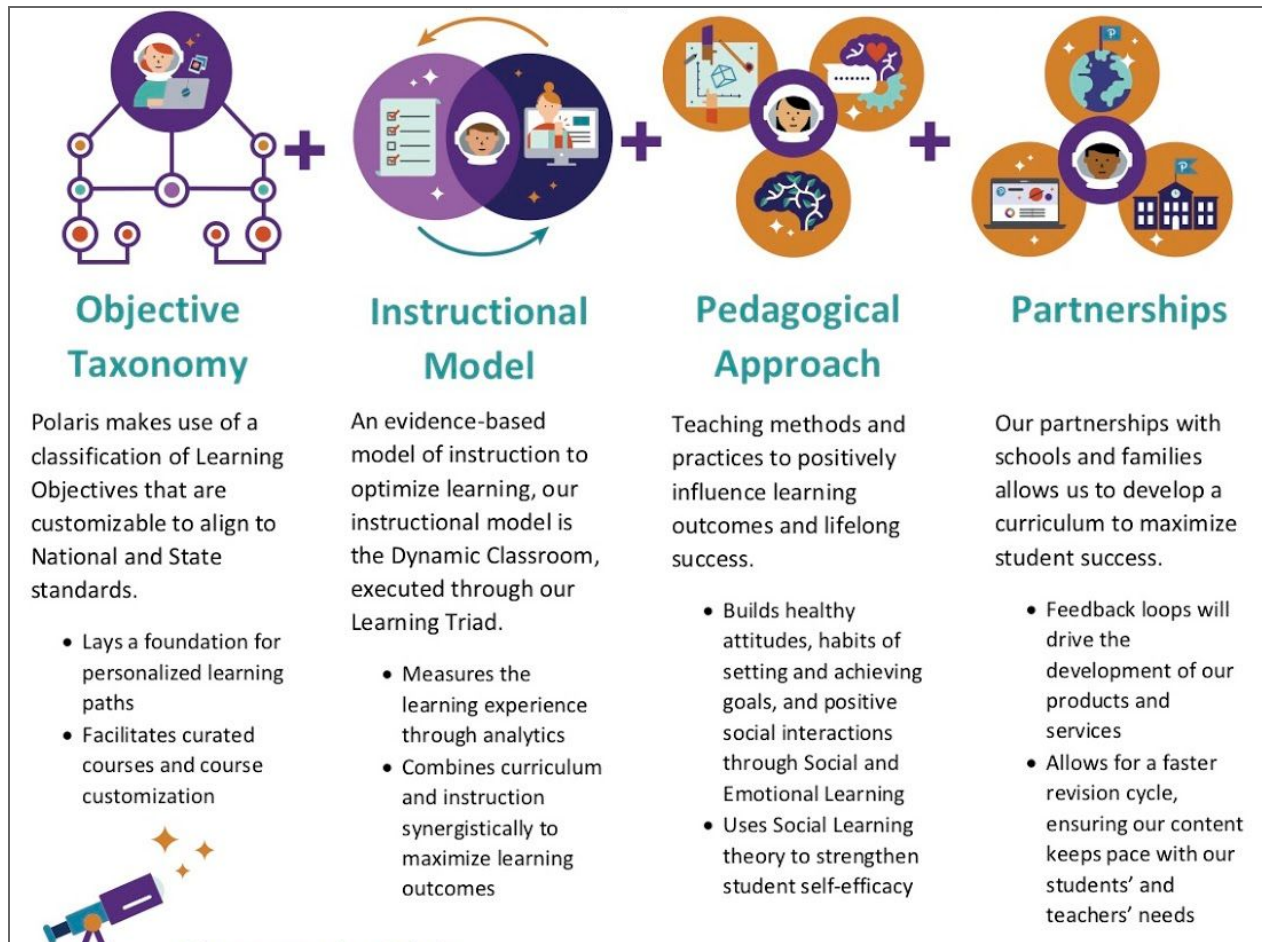 Objective
Taxonomy
Polaris makes use of a
classification of Learning
Objectives that are
customizable to align to
National and State
standards.
• Lays a foundation for
personalized learning
paths
• Facilitates curated
courses and course
customization
Instructional
Model
An evidence-based
model of instruction to
optimize learning, our
instructional model is
the Dynamic Classroom,
executed through our
Learning Triad.
• Measures the
learning experience
through analytics
• Combines curriculum
and instruction
synergistically to
maximize learning
outcomes
Pedagogical
Approach
Teaching methods and
practices to positively
influence learning
outcomes and lifelong
success.
• Builds healthy
attitudes, habits of
setting and achieving
goals, and positive
social interactions
through Social and
Emotional Learning
• Uses Social Learning
theory to strengthen
student self-efficacy
Partnerships
Our partnerships with
schools and families
allows us to develop a
curriculum to maximize
student success.
• Feedback loops will
drive the
development of our
products and
services
• Allows for a faster
revision cycle,
ensuring our content
keeps pace with our
students’ and
teachers’ needs